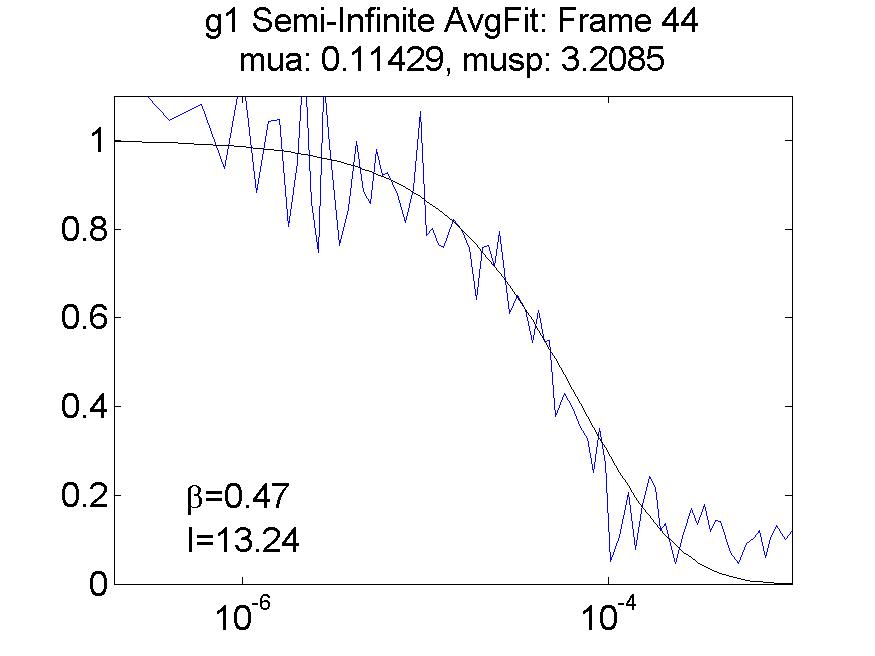 g1 Semi-Infinite AvgFit: Frame 44
mua: 0.11429, musp: 3.2085
1
0.8
0.6
0.4
0.2
0
β=0.47
I=13.24
10^-6
10^-4